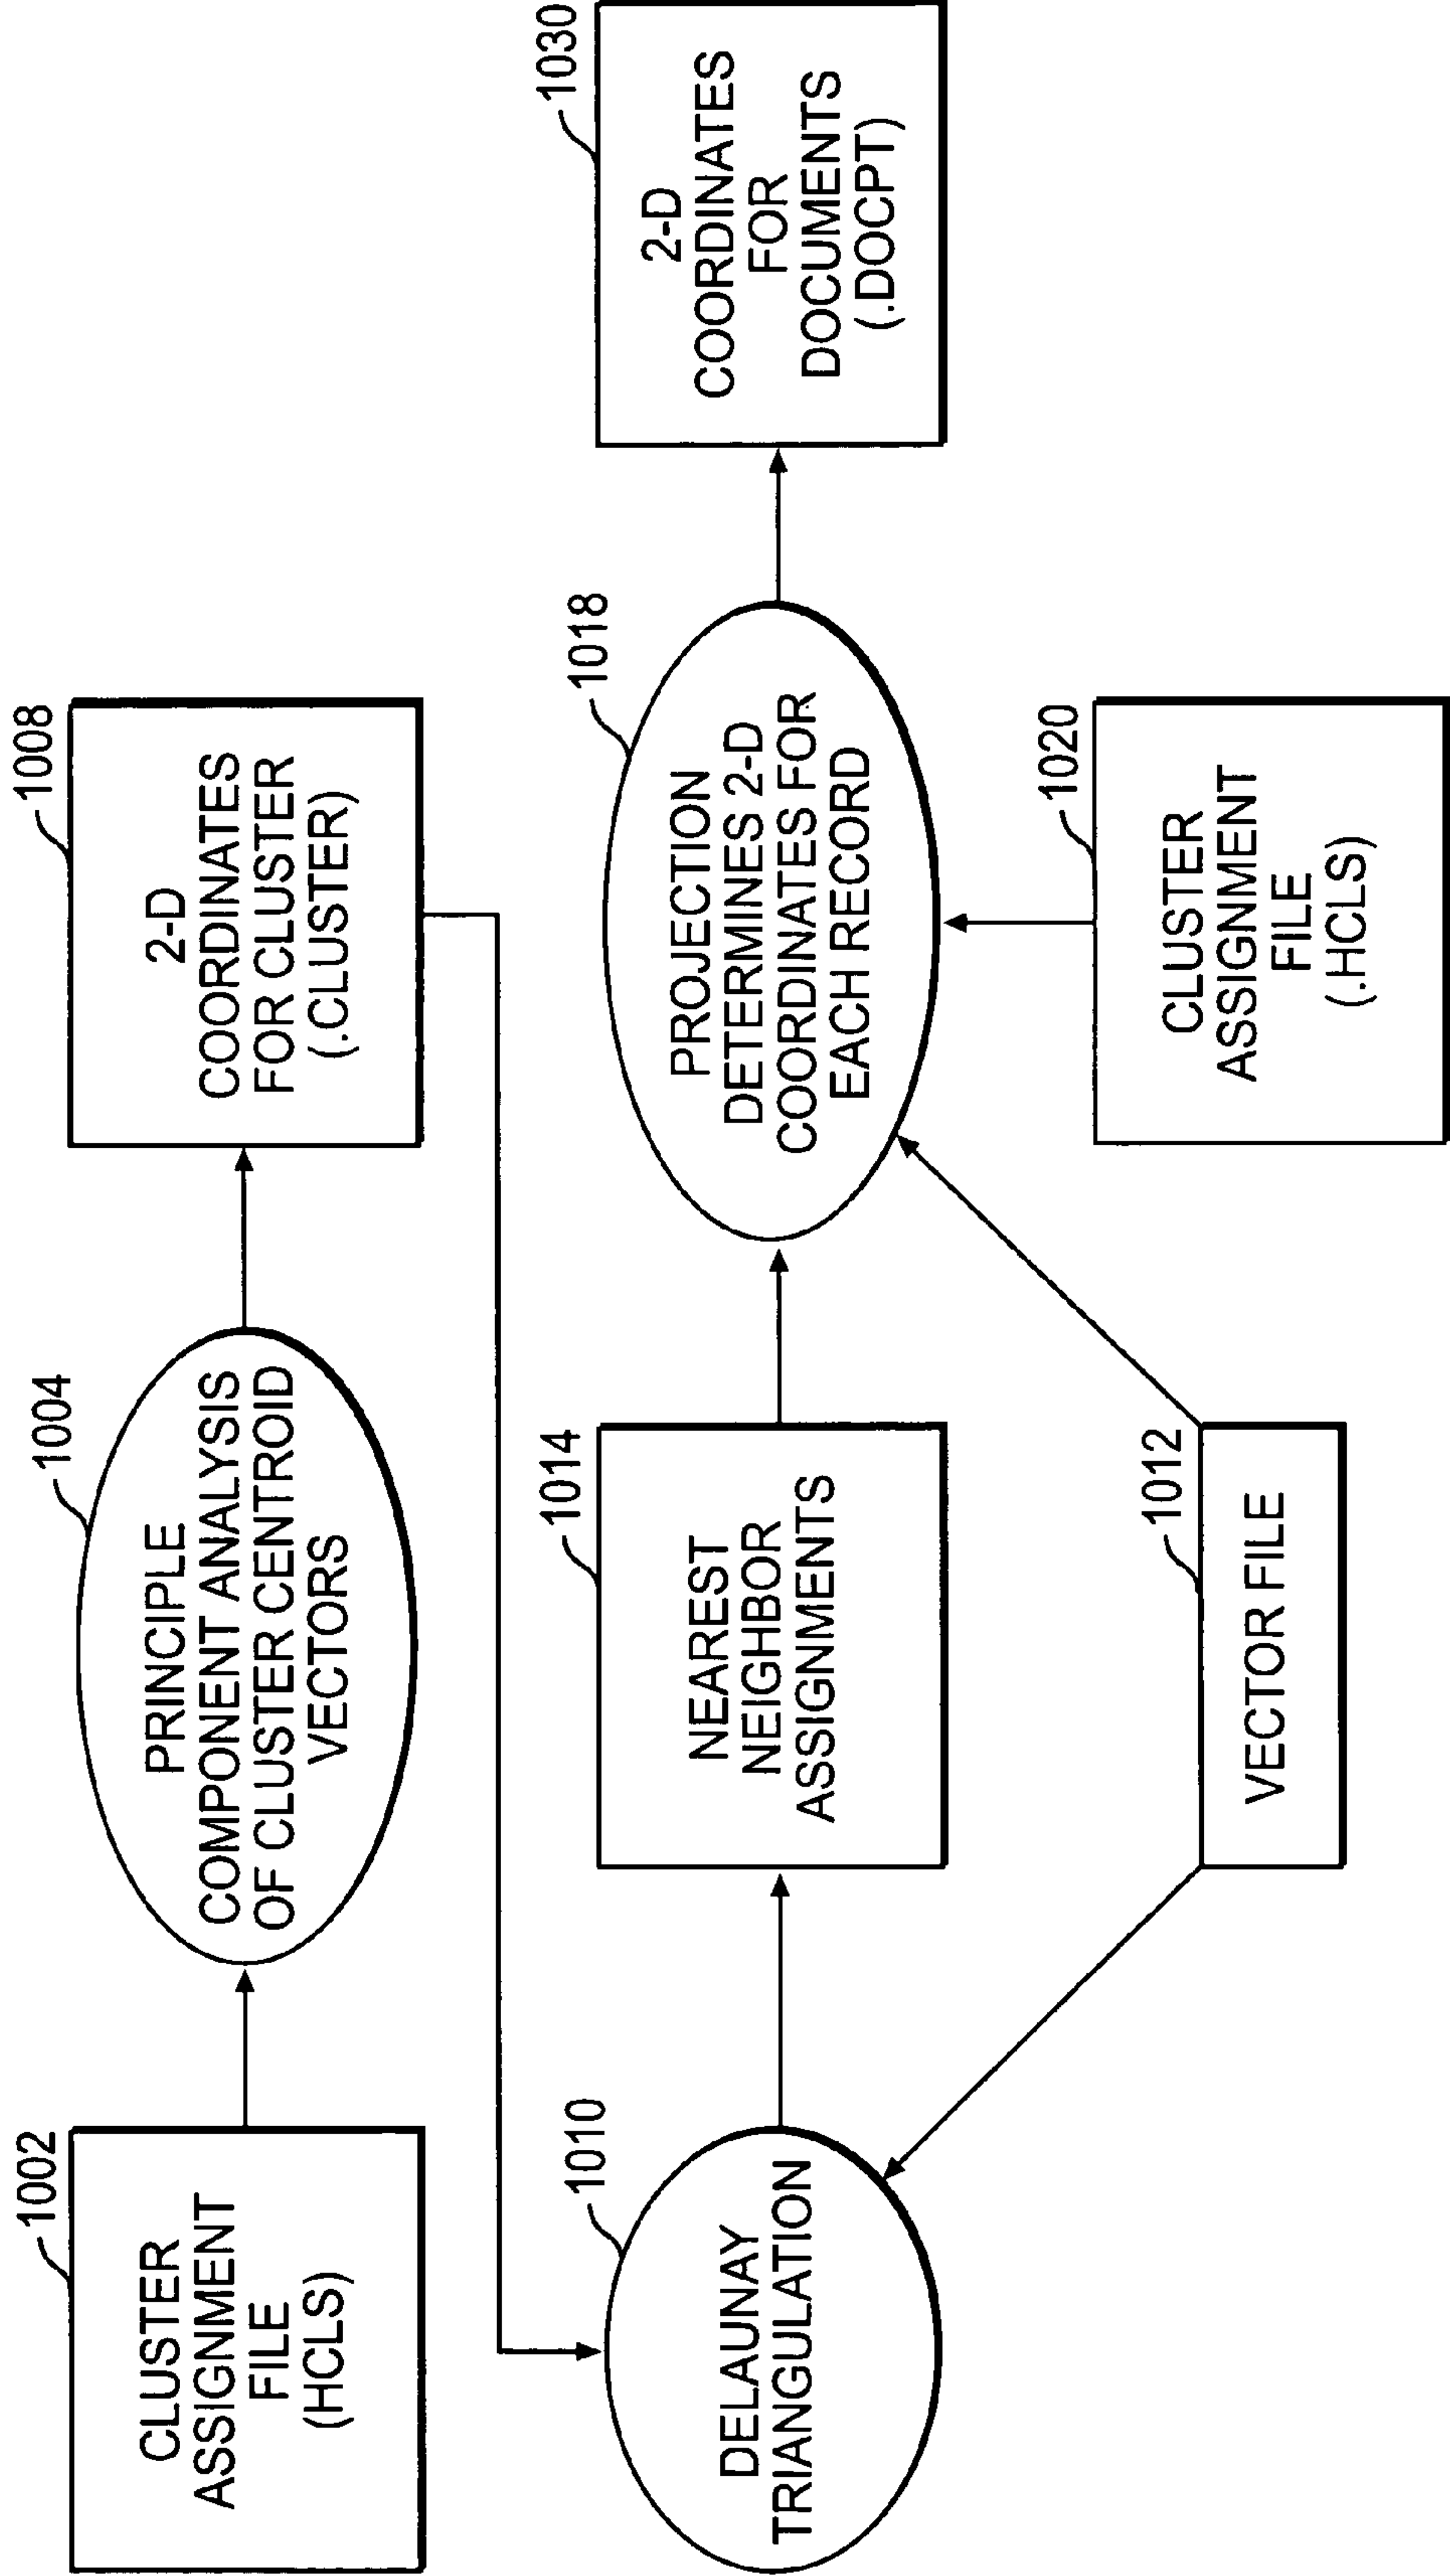 1002
CLUSTER
ASSIGNMENT
FILE
(HCLS)
1004
PRINCIPLE
COMPONENT ANALYSIS
OF CLUSTER CENTROID
VECTORS
1008
2-D
COORDINATES
FOR CLUSTER
(.CLUSTER)
1010
DELAUNAY
TRIANGULATION
1014
NEAREST
NEIGHBOR
ASSIGNMENTS
1018
PROJECTION
DETERMINES 2-D
COORDINATES FOR
EACH RECORD
1030
2-D
COORDINATES
FOR
DOCUMENTS
(.DOCPT)
1012
VECTOR FILE
1020
CLUSTER
ASSIGNMENT
FILE
(.HCLS)